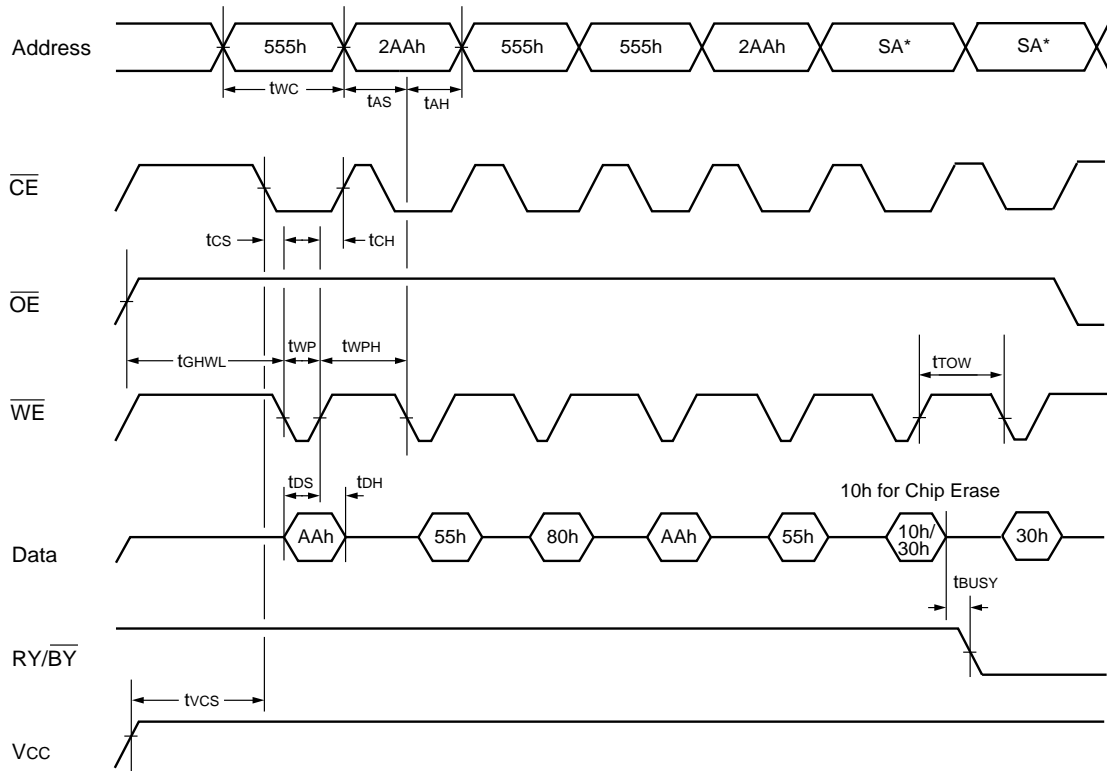 Address
555h 2AAh 555h 555h 2AAh SA* SA*
tWC tAS tAH
CE
tCS tCH
OE
tGHWL tWP tWPH tTOW
WE
tDS tDH
10h for Chip Erase
Data
AAh 55h 80h AAh 55h 10h/
30h 30h
tBUSY
RY/BY
tVCS
VCC